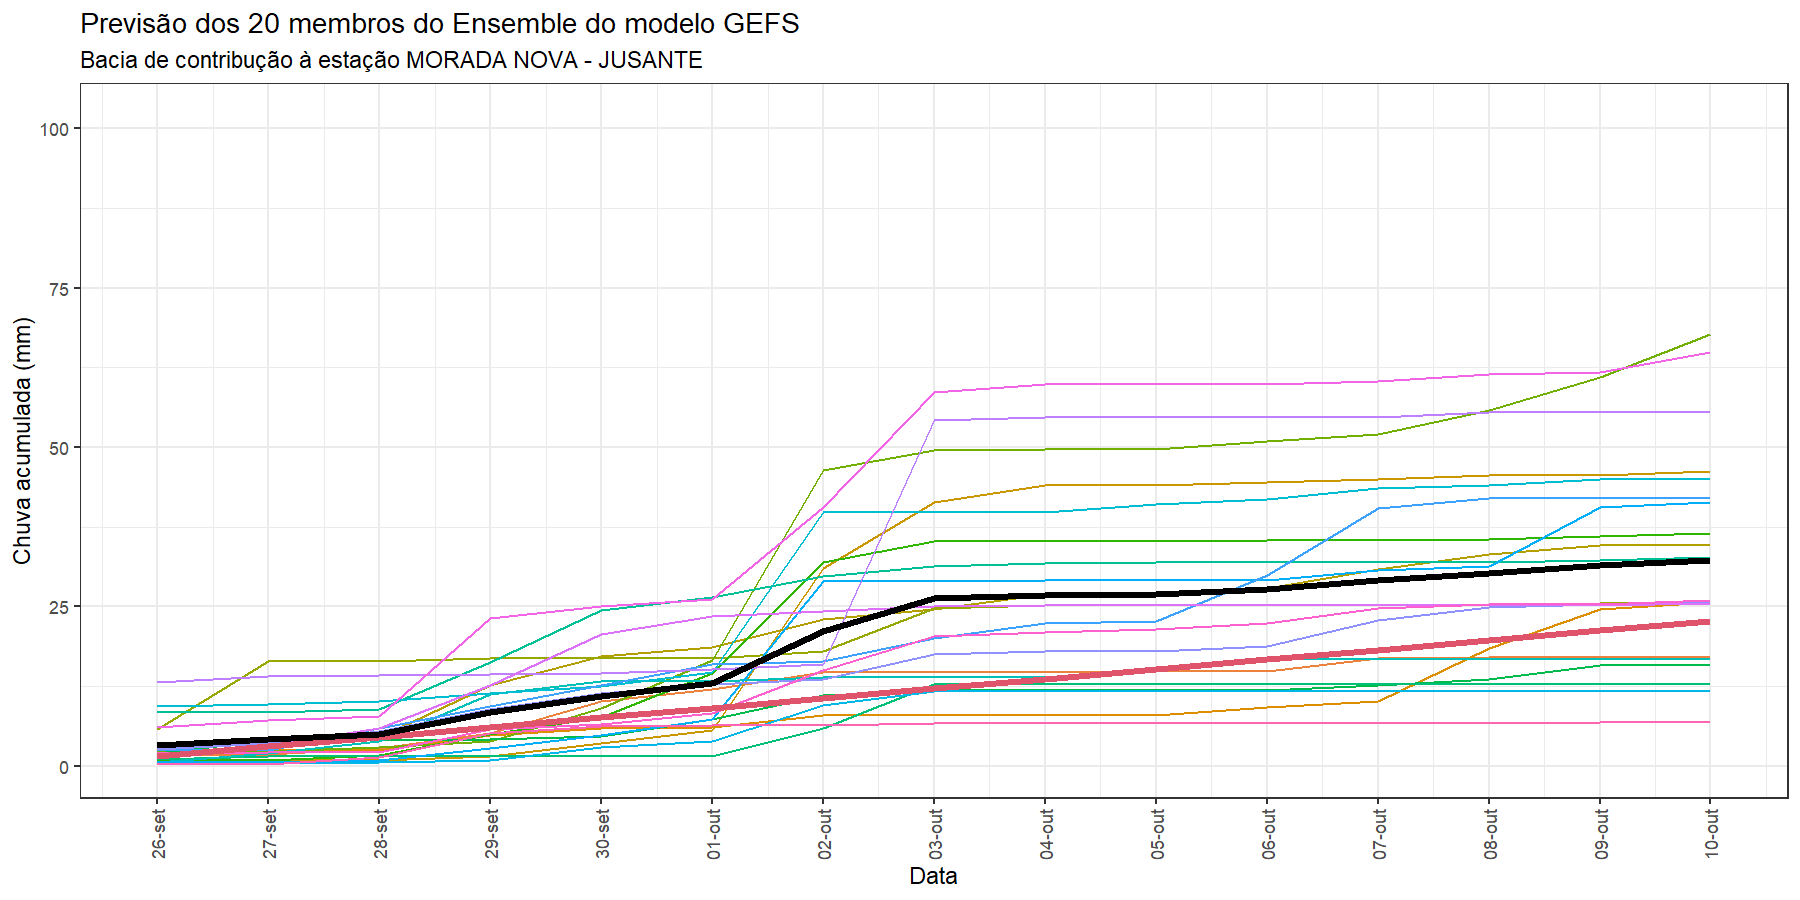 Previsão dos 20 membros do Ensemble do modelo GEFS
Bacia de contribução à estação MORADA NOVA - JUSANTE
Chuva acumulada (mm)
100
75
50
25
0
26-set
27-set
28-set
29-set
30-set
01-out
02-out
03-out
04-out
05-out
06-out
07-out
08-out
09-out
10-out
Data